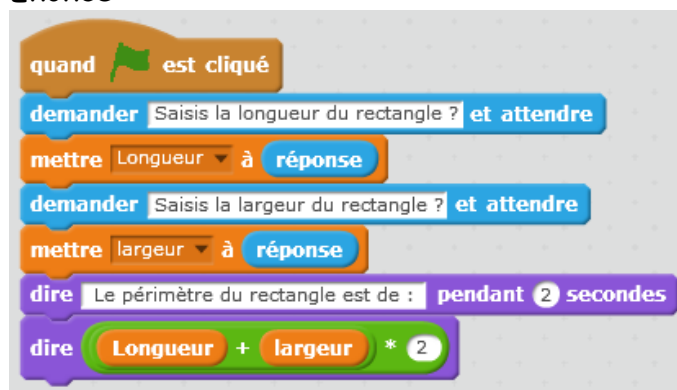 quand est cliqué
demander Saisis la longueur du rectangle ? et attendre
mettre Longueur à réponse
demander Saisis la largeur du rectangle ? et attendre
mettre largeur à réponse
dire Le périmètre du rectangle est de : pendant 2 secondes
dire Longueur + largeur * 2